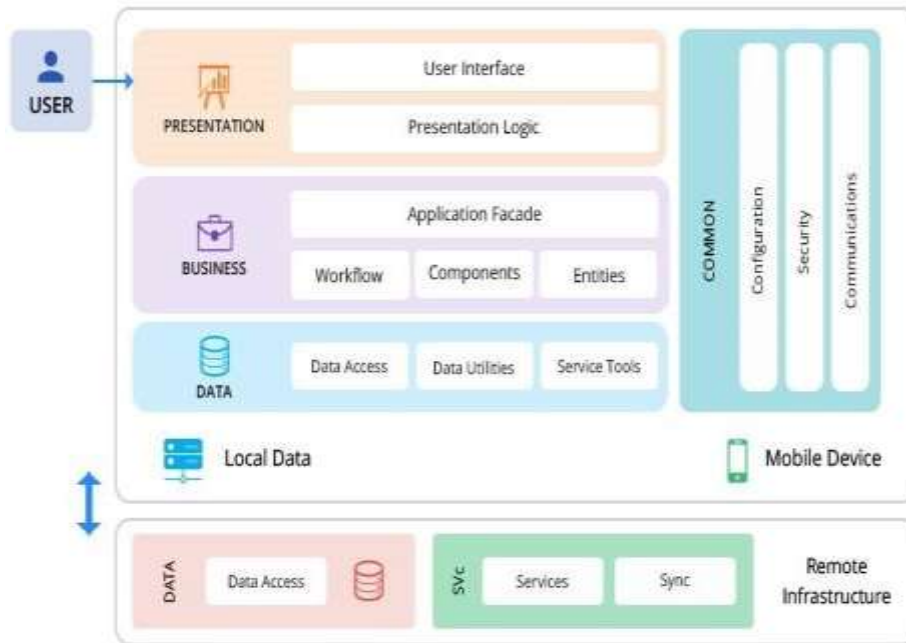 USER
PRESENTATION
User Interface
Presentation Logic
BUSINESS
Application Facade
Workflow
Components
Entities
DATA
Data Access
Data Utilities
Service Tools
COMMON
Configuration
Security
Communications
Local Data
Mobile Device
DATA
Data Access
SVc
Services
Sync
Remote
Infrastructure